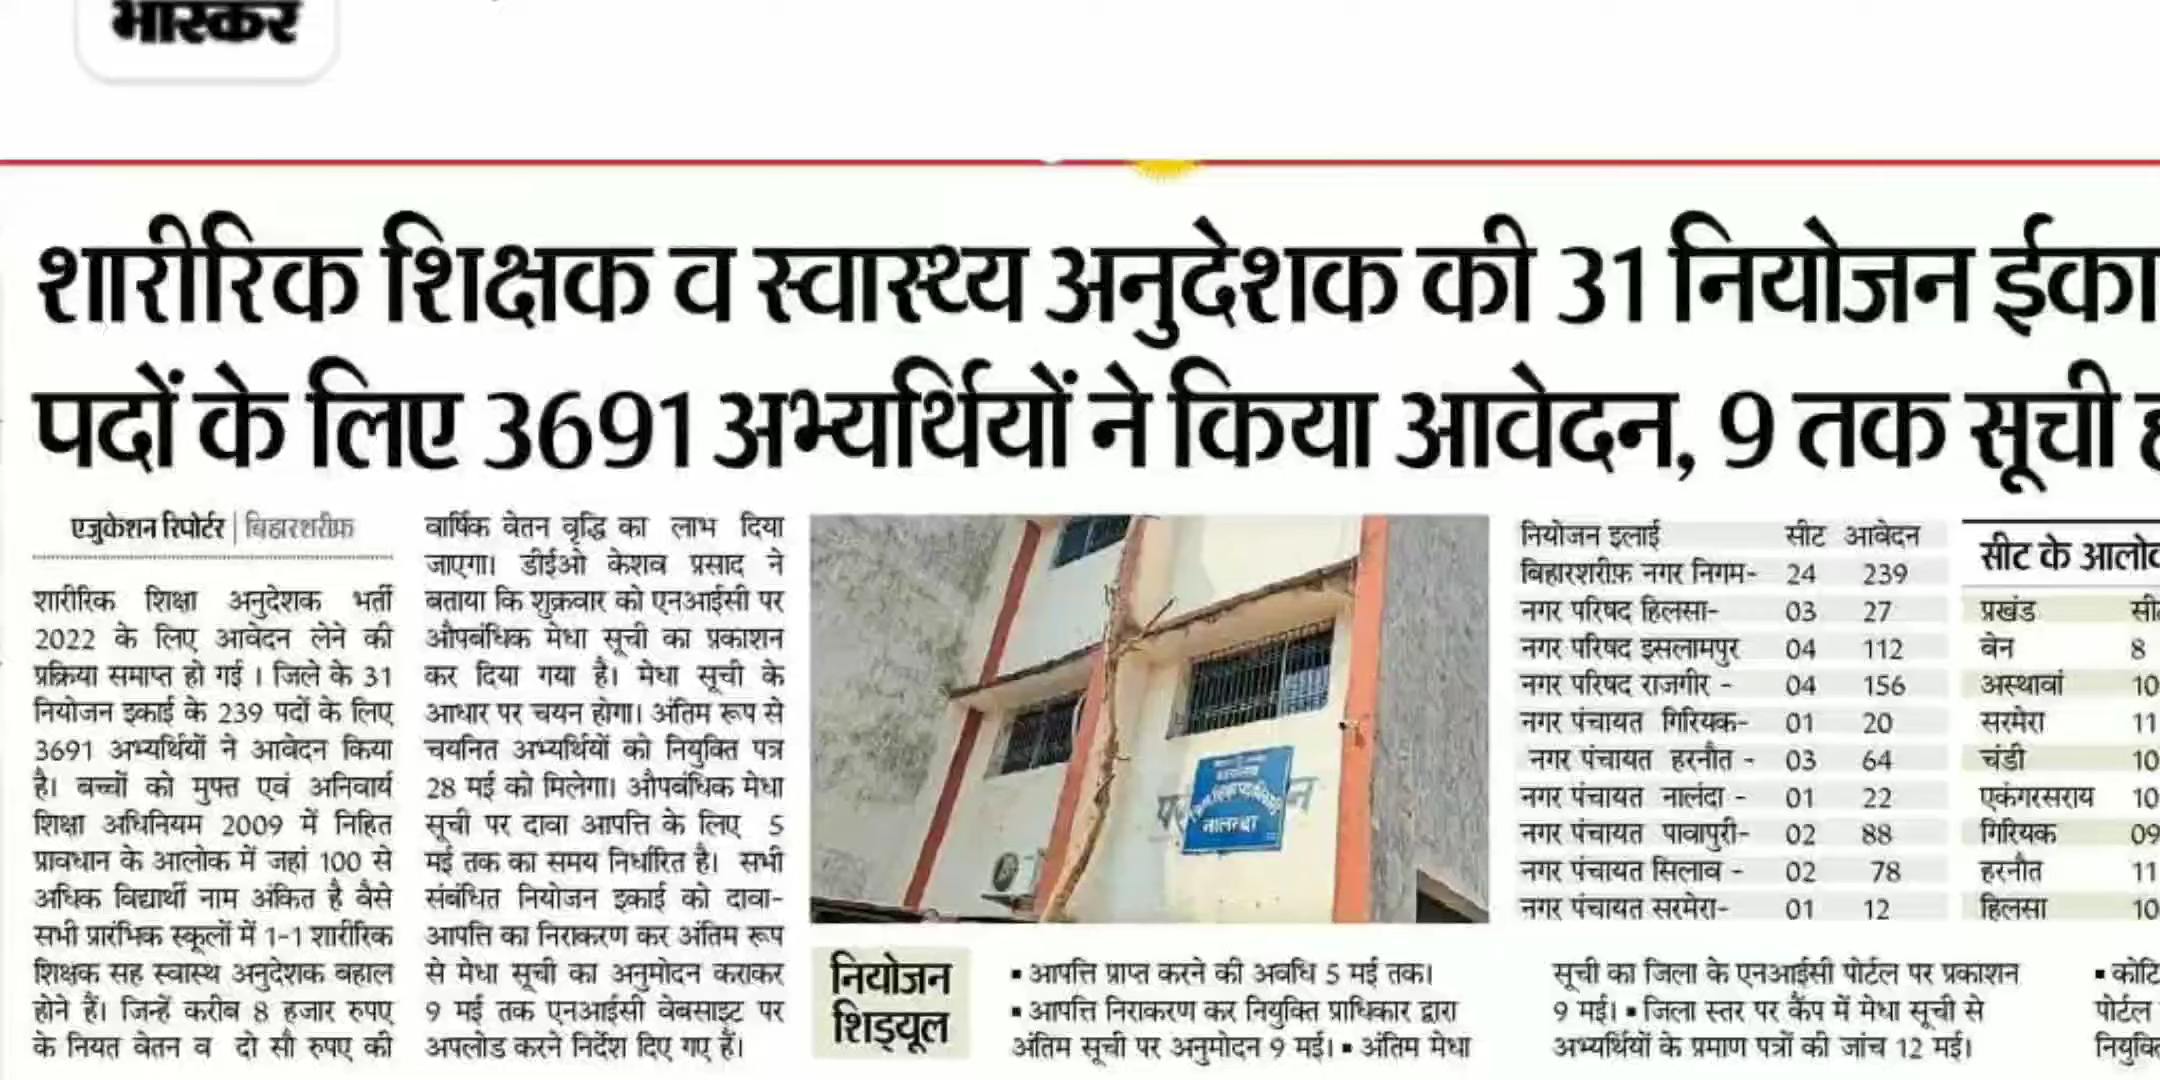 भास्कर
शारीरिक शिक्षक व स्वास्थ्य अनुदेशक की 31 नियोजन ईका
पदों के लिए 3691 अभ्यर्थियों ने किया आवेदन, 9 तक सूची
एजुकेशन रिपोर्टर | बिहारशरीफ
शारीरिक शिक्षा अनुदेशक भर्ती
2022 के लिए आवेदन लेने की
प्रक्रिया समाप्त हो गई । जिले के 31
नियोजन इकाई के 239 पदों के लिए
3691 अभ्यर्थियों ने आवेदन किया
है। बच्चों को मुफ्त एवं अनिवार्य
शिक्षा अधिनियम 2009 में निहित
प्रावधान के आलोक में जहां 100 से
अधिक विद्यार्थी नाम अंकित है वैसे
सभी प्रारंभिक स्कूलों में 1-1 शारीरिक
शिक्षक सह स्वास्थ अनुदेशक बहाल
होने हैं। जिन्हें करीब 8 हजार रुपए
के नियत वेतन व दो सौ रुपए की
वार्षिक वेतन वृद्धि का लाभ दिया
जाएगा। डीईओ केशव प्रसाद ने
बताया कि शुक्रवार को एनआईसी पर
औपबंधिक मेधा सूची का प्रकाशन
कर दिया गया है। मेधा सूची के
आधार पर चयन होगा। अंतिम रूप से
चयनित अभ्यर्थियों को नियुक्ति पत्र
28 मई को मिलेगा। औपबंधिक मेधा
सूची पर दावा आपत्ति के लिए 5
मई तक का समय निर्धारित है। सभी
संबंधित नियोजन इकाई को दावा-
आपत्ति का निराकरण कर अंतिम रूप
से मेधा सूची का अनुमोदन कराकर
9 मई तक एनआईसी वेबसाइट पर
अपलोड करने निर्देश दिए गए हैं।
नालन्दा
नियोजन इलाई सीट आवेदन
बिहारशरीफ़ नगर निगम- 24 239
नगर परिषद हिलसा- 03 27
नगर परिषद इसलामपुर 04 112
नगर परिषद राजगीर - 04 156
नगर पंचायत गिरियक- 01 20
नगर पंचायत हरनौत - 03 64
नगर पंचायत नालंदा - 01 22
नगर पंचायत पावापुरी- 02 88
नगर पंचायत सिलाव - 02 78
नगर पंचायत सरमेरा- 01 12
सीट के आलो
प्रखंड सी
बेन 8
अस्थावां 10
सरमेरा 11
चंडी 10
एकंगरसराय 10
गिरियक 09
हरनौत 11
हिलसा 10
नियोजन
शिड्यूल
▪ आपत्ति प्राप्त करने की अवधि 5 मई तक।
▪ आपत्ति निराकरण कर नियुक्ति प्राधिकार द्वारा
अंतिम सूची पर अनुमोदन 9 मई। ▪ अंतिम मेधा
सूची का जिला के एनआईसी पोर्टल पर प्रकाशन
9 मई। ▪ जिला स्तर पर कैंप में मेधा सूची से
अभ्यर्थियों के प्रमाण पत्रों की जांच 12 मई।
▪ कोटि
पोर्टल
नियुक्ति